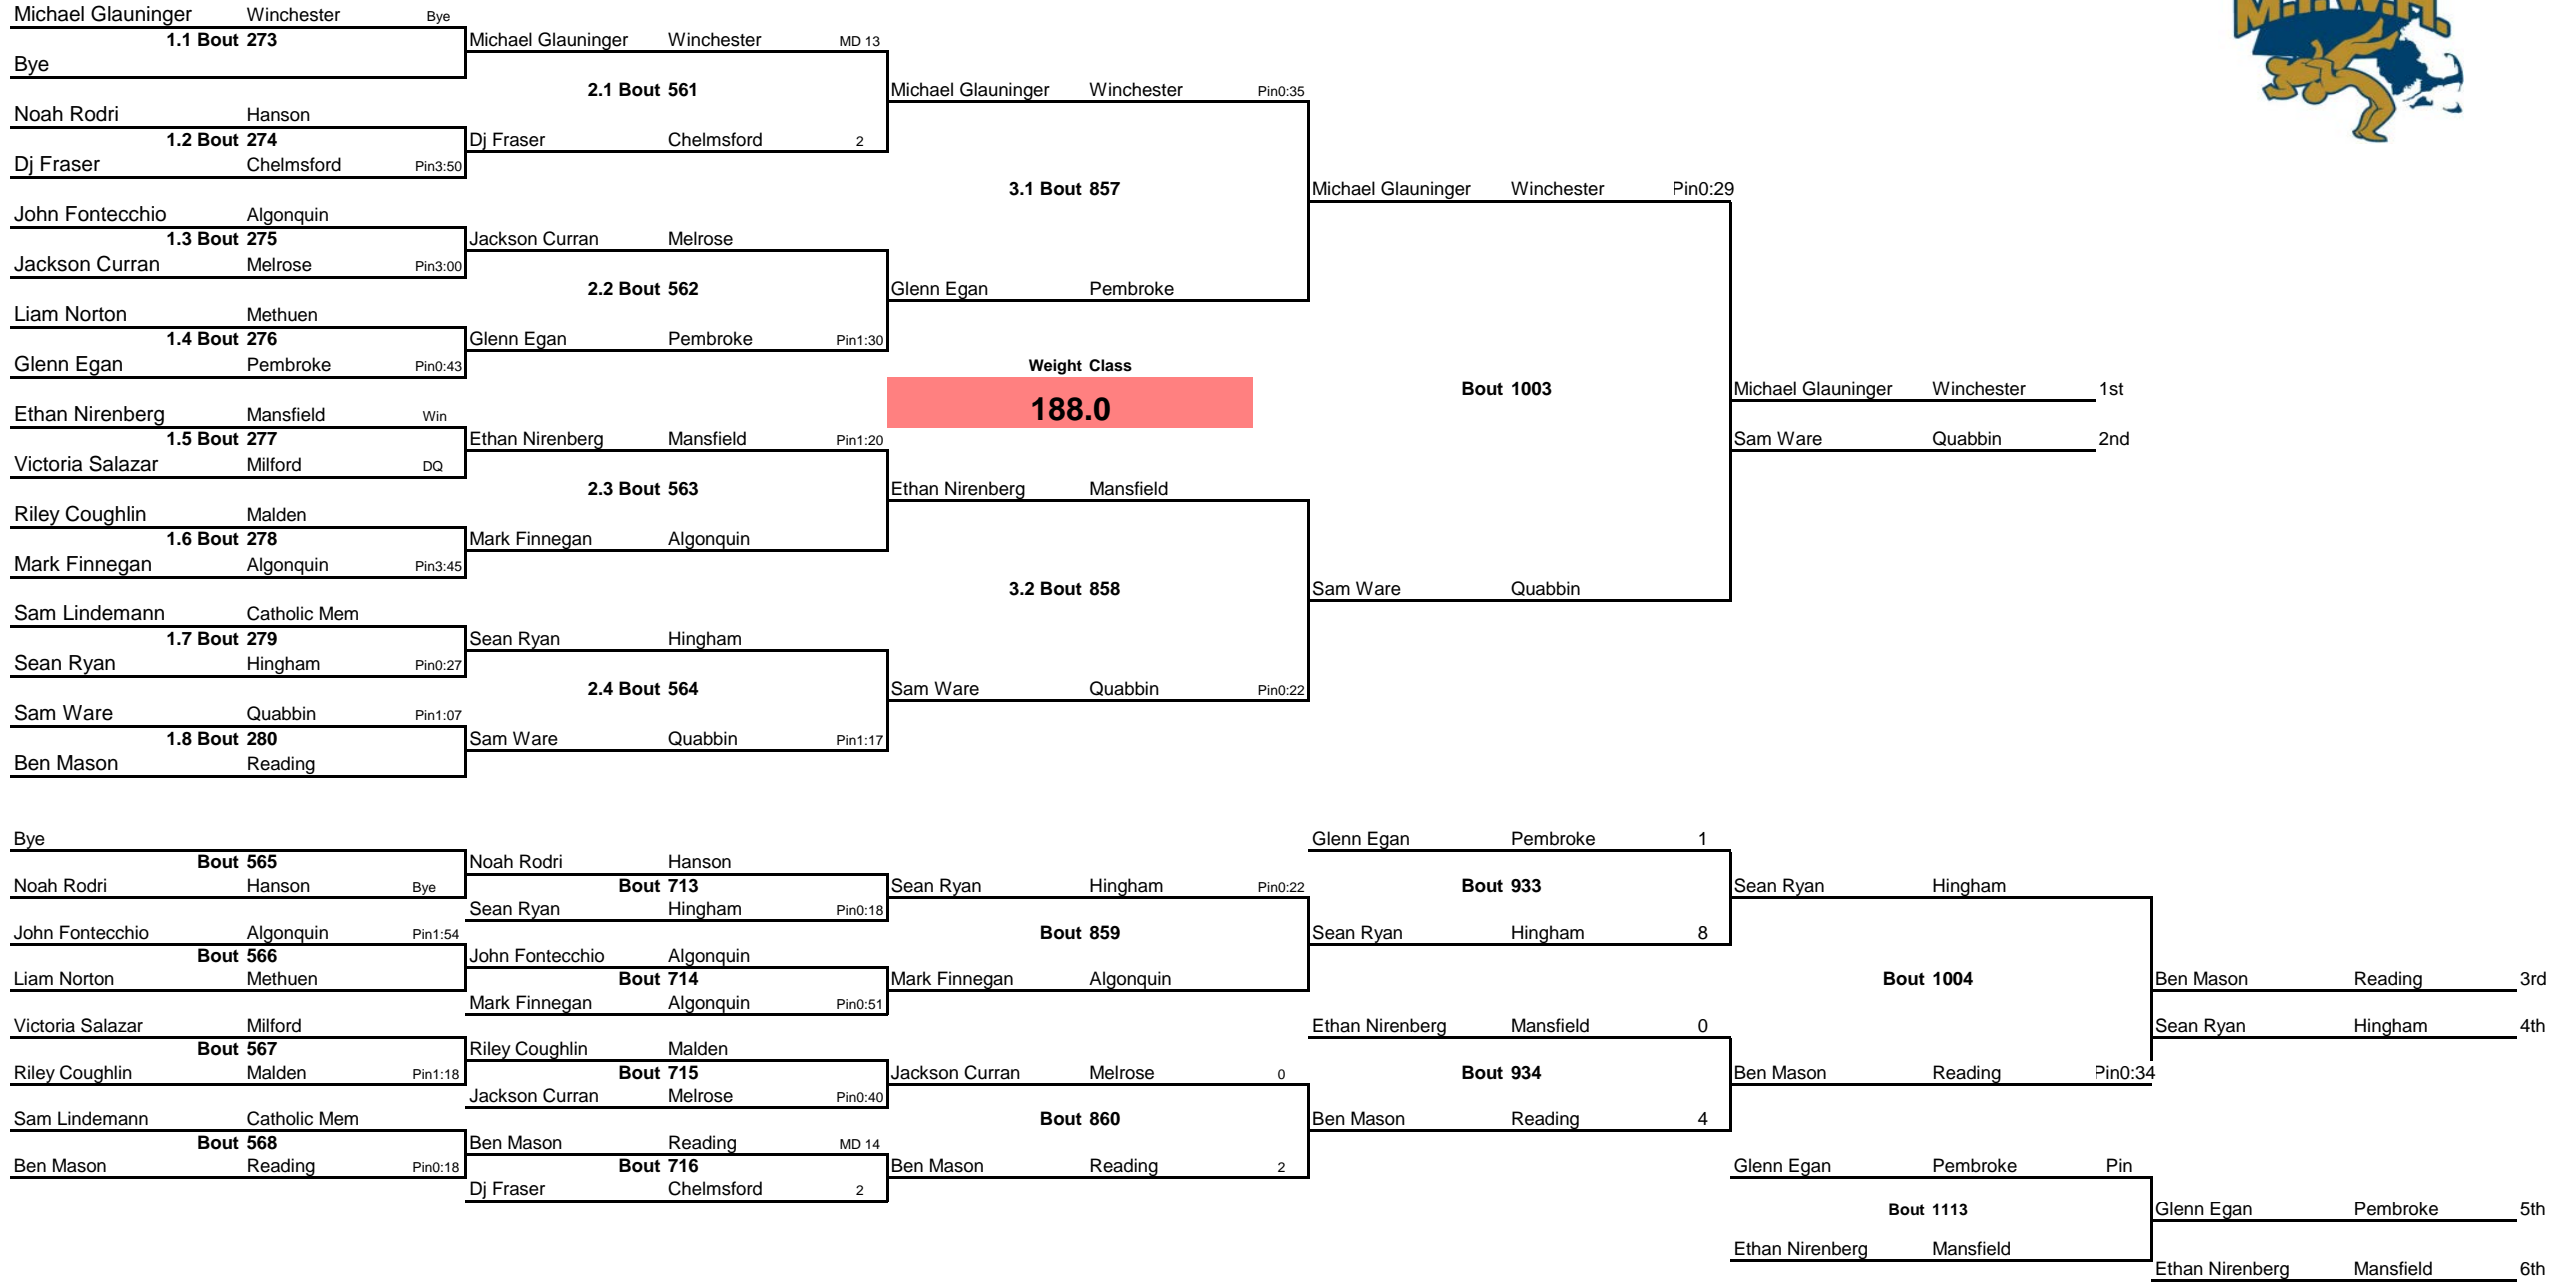 M.I.W.A.
Michael Glauninger Winchester Bye
1.1 Bout 273
Bye
Noah Rodri Hanson
1.2 Bout 274
Dj Fraser Chelmsford Pin3:50
John Fontecchio Algonquin
1.3 Bout 275
Jackson Curran Melrose Pin3:00
Liam Norton Methuen
1.4 Bout 276
Glenn Egan Pembroke Pin0:43
Ethan Nirenberg Mansfield Win
1.5 Bout 277
Victoria Salazar Milford DQ
Riley Coughlin Malden
1.6 Bout 278
Mark Finnegan Algonquin Pin3:45
Sam Lindemann Catholic Mem
1.7 Bout 279
Sean Ryan Hingham Pin0:27
Sam Ware Quabbin Pin1:07
1.8 Bout 280
Ben Mason Reading
Michael Glauninger Winchester MD 13
2.1 Bout 561
Dj Fraser Chelmsford 2
Jackson Curran Melrose
2.2 Bout 562
Glenn Egan Pembroke Pin1:30
Ethan Nirenberg Mansfield Pin1:20
2.3 Bout 563
Mark Finnegan Algonquin
Sean Ryan Hingham
2.4 Bout 564
Sam Ware Quabbin Pin1:17
Michael Glauninger Winchester Pin0:35
3.1 Bout 857
Glenn Egan Pembroke
Weight Class
188.0
Ethan Nirenberg Mansfield
3.2 Bout 858
Sam Ware Quabbin Pin0:22
Michael Glauninger Winchester Pin0:29
Bout 1003
Sam Ware Quabbin
Michael Glauninger Winchester 1st
Sam Ware Quabbin 2nd
Bye
Bout 565
Noah Rodri Hanson Bye
John Fontecchio Algonquin Pin1:54
Bout 566
Liam Norton Methuen
Victoria Salazar Milford
Bout 567
Riley Coughlin Malden Pin1:18
Sam Lindemann Catholic Mem
Bout 568
Ben Mason Reading Pin0:18
Noah Rodri Hanson
Bout 713
Sean Ryan Hingham Pin0:18
John Fontecchio Algonquin
Bout 714
Mark Finnegan Algonquin Pin0:51
Riley Coughlin Malden
Bout 715
Jackson Curran Melrose Pin0:40
Ben Mason Reading MD 14
Bout 716
Dj Fraser Chelmsford 2
Sean Ryan Hingham Pin0:22
Bout 859
Mark Finnegan Algonquin
Jackson Curran Melrose 0
Bout 860
Ben Mason Reading 2
Glenn Egan Pembroke 1
Bout 933
Sean Ryan Hingham 8
Ethan Nirenberg Mansfield 0
Bout 934
Ben Mason Reading 4
Sean Ryan Hingham
Bout 1004
Ben Mason Reading Pin0:34
Ben Mason Reading 3rd
Sean Ryan Hingham 4th
Glenn Egan Pembroke Pin
Bout 1113
Ethan Nirenberg Mansfield
Glenn Egan Pembroke 5th
Ethan Nirenberg Mansfield 6th